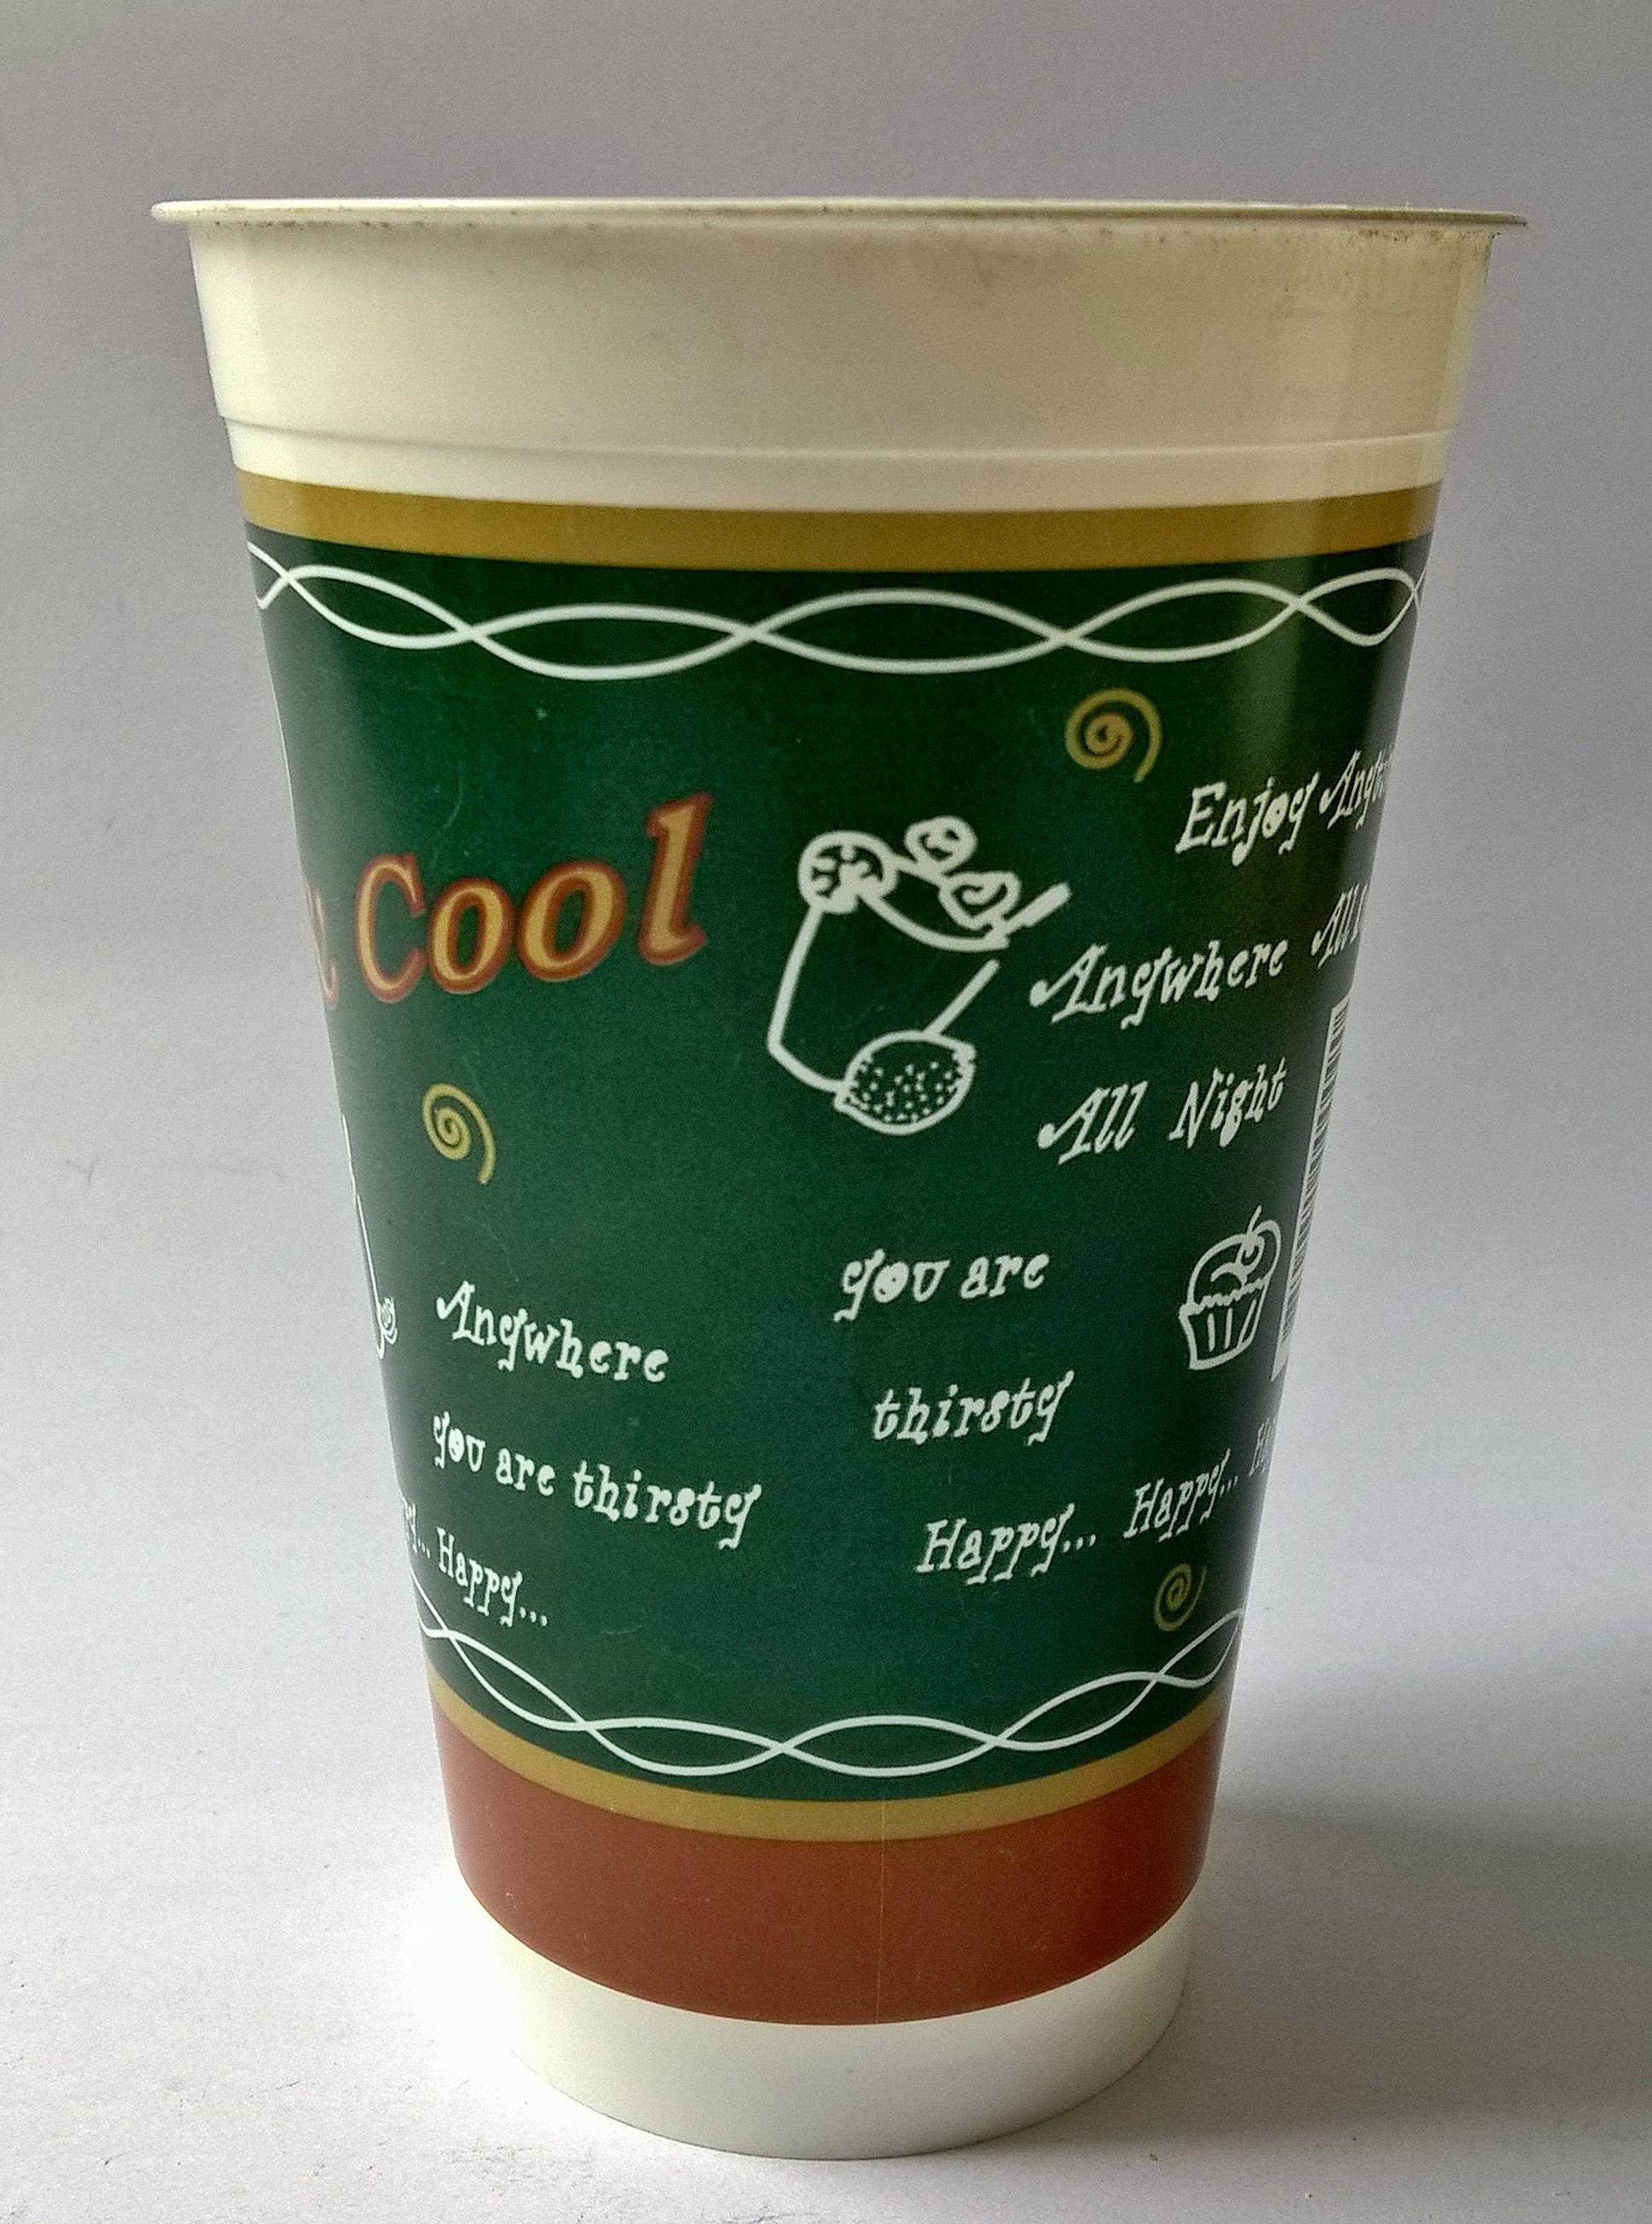 Cool
Enjoy
Anywhere
All Night
you are
thirsty
Happy... Happy...
Anywhere
you are thirsty
Happy...